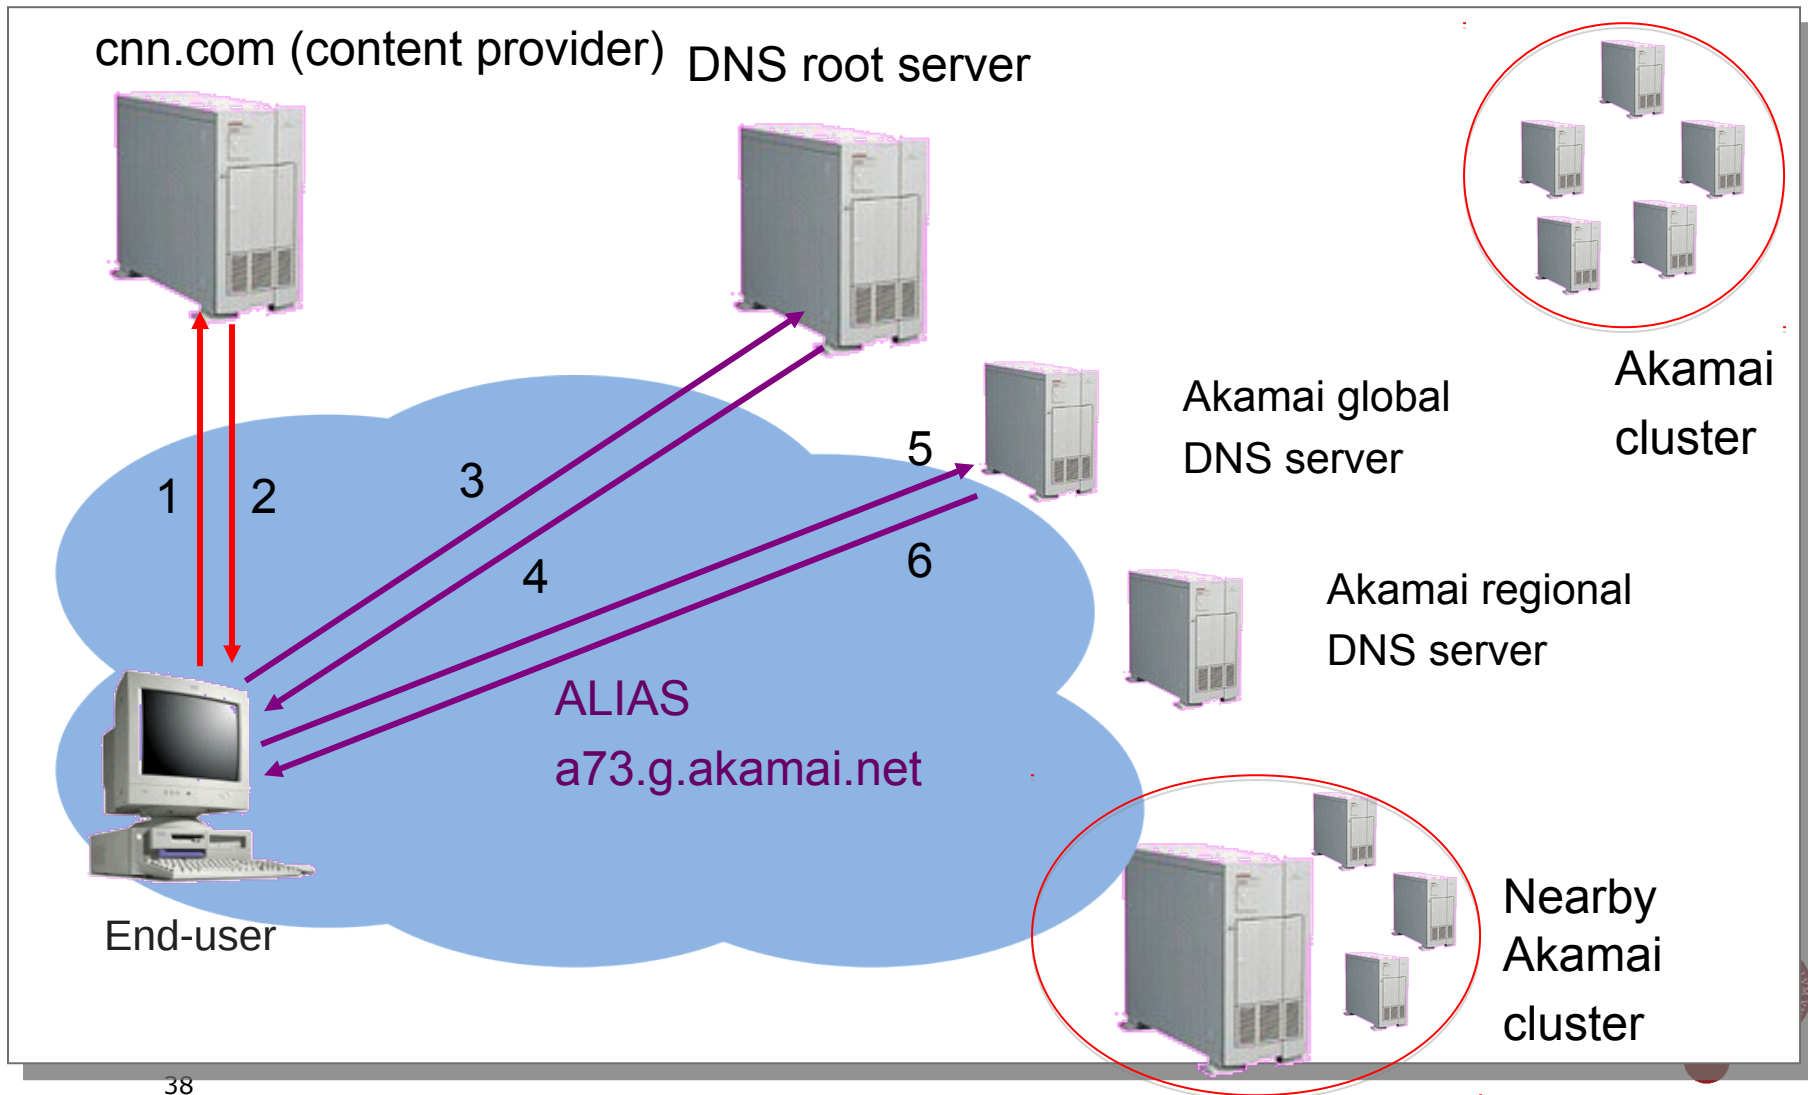 cnn.com (content provider)
DNS root server
Akamai
cluster
Akamai global
DNS server
1
2
3
4
5
6
Akamai regional
DNS server
ALIAS
a73.g.akamai.net
End-user
Nearby
Akamai
cluster
38